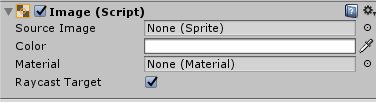 Image (Script)
Source Image None (Sprite)
Color
Material None (Material)
Raycast Target